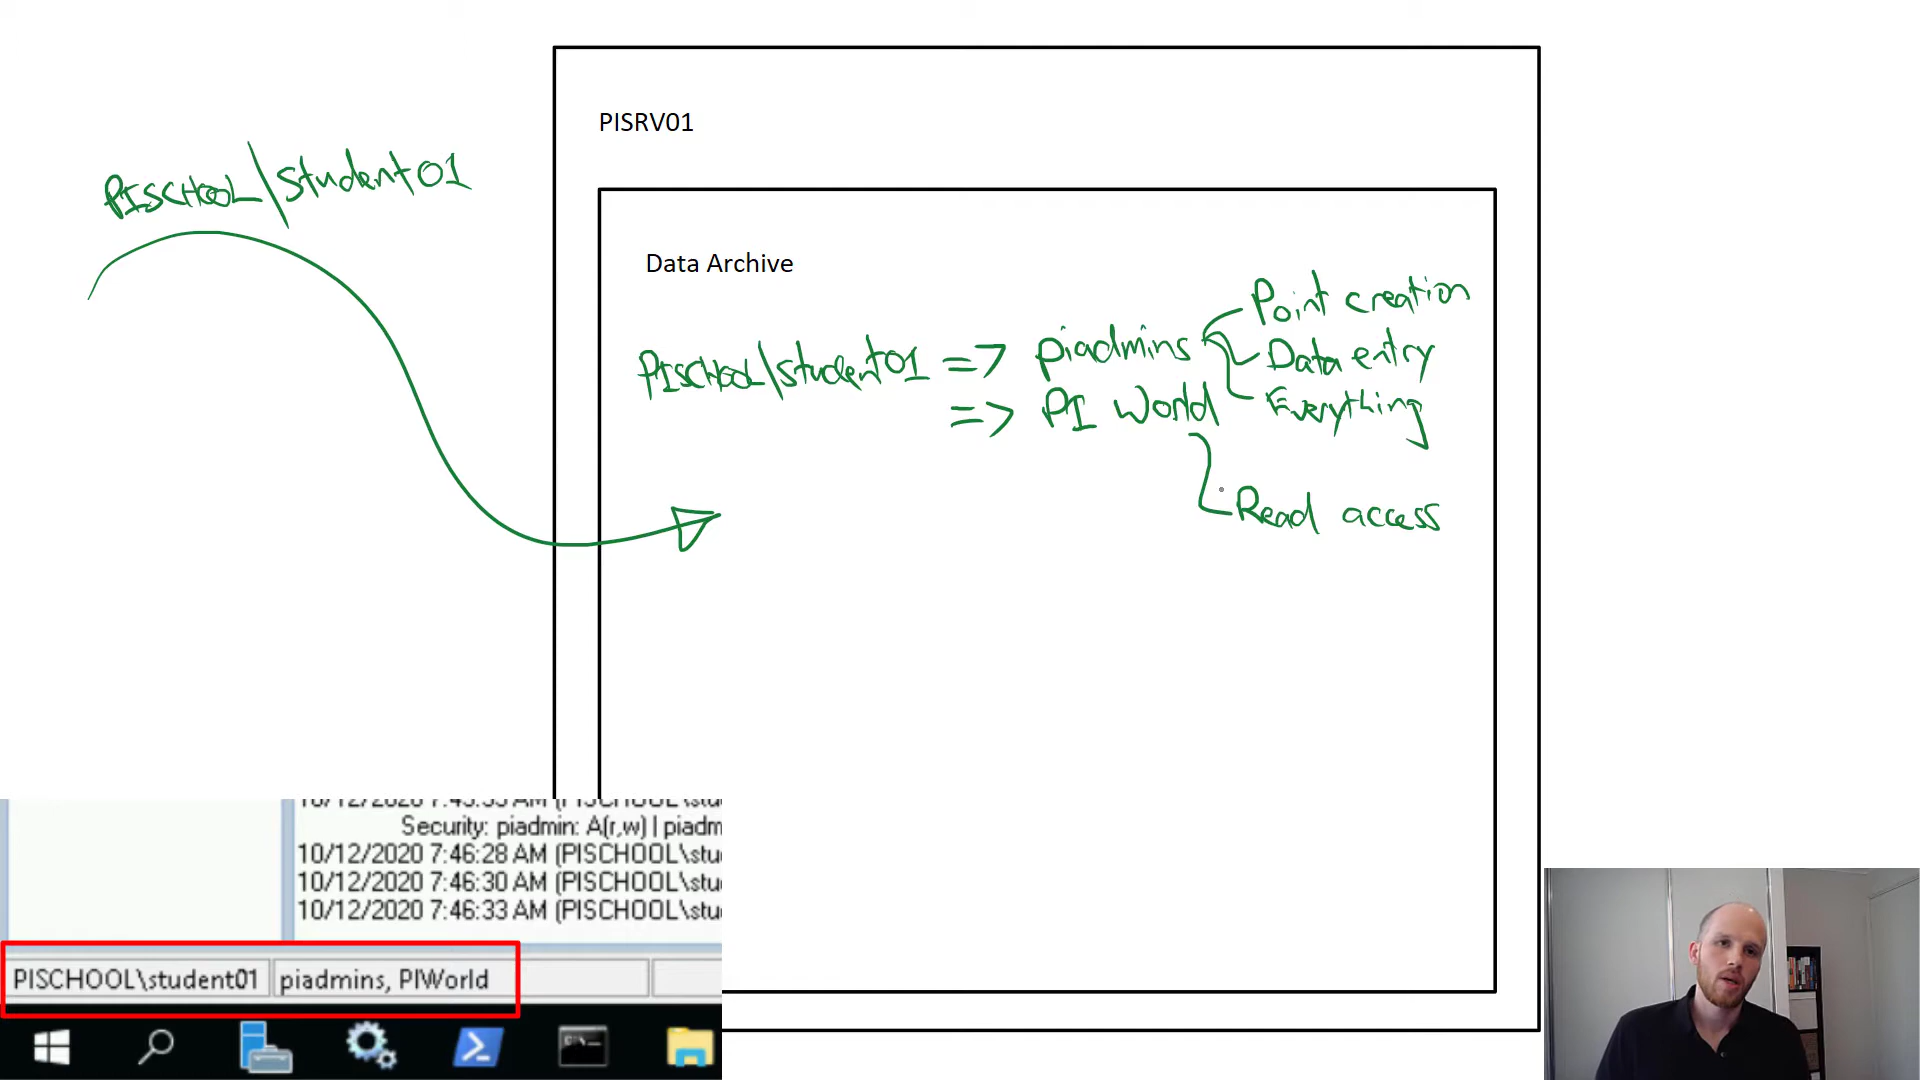 PISRV01
PISCHOOL\student01
Data Archive
Point creation
PISCHOOL\student01 => piadmins
Data entry
=> PI World
Everything
Read access
Security: piadmin: A(r,w) | piadm
10/12/2020 7:46:28 AM (PISCHOOL\stu
10/12/2020 7:46:30 AM (PISCHOOL\stu
10/12/2020 7:46:33 AM (PISCHOOL\stu
PISCHOOL\student01 piadmins, PIWorld